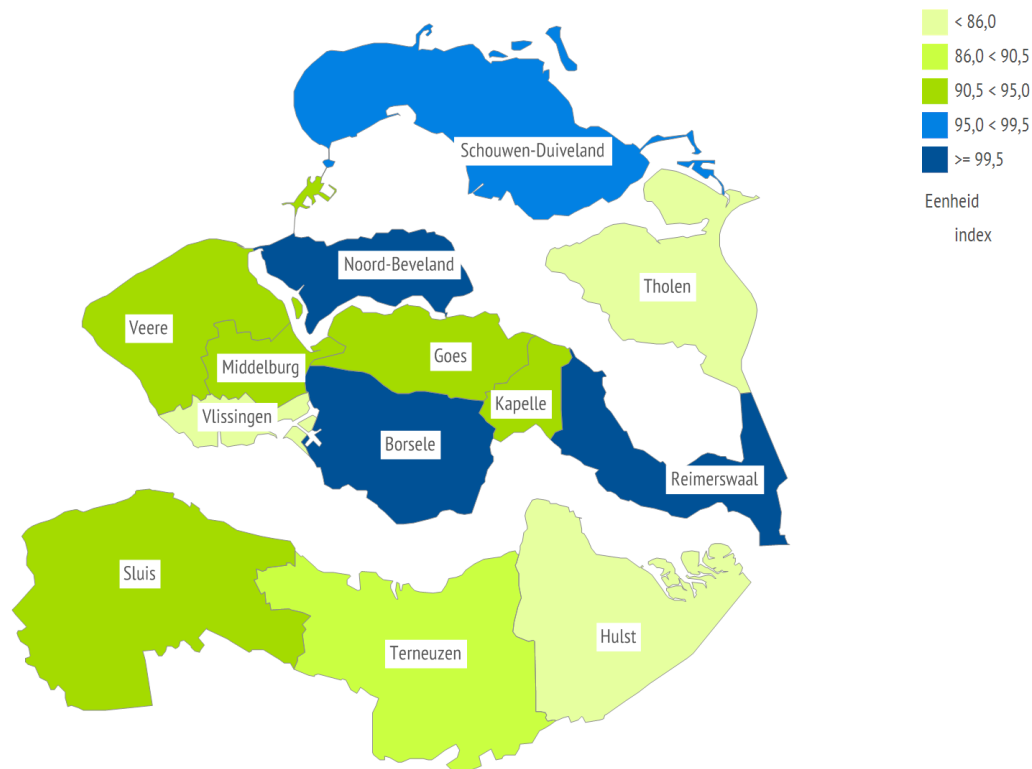 < 86,0
86,0 < 90,5
90,5 < 95,0
95,0 < 99,5
>= 99,5
Eenheid
index
Schouwen-Duiveland
Noord-Beveland
Tholen
Veere
Goes
Middelburg
Kapelle
Vlissingen
Borsele
Reimerswaal
Sluis
Hulst
Terneuzen